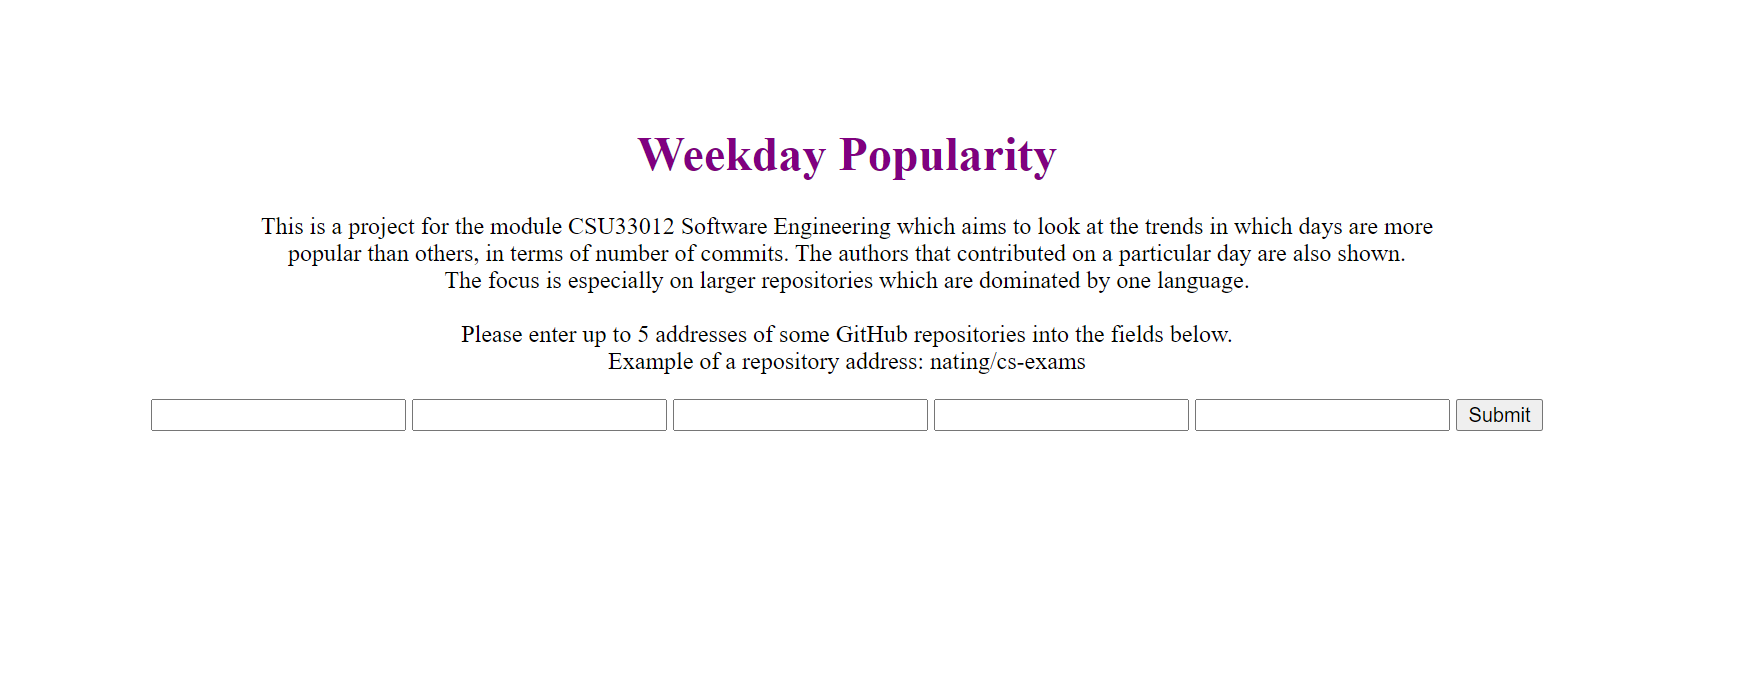 Weekday Popularity
This is a project for the module CSU33012 Software Engineering which aims to look at the trends in which days are more
popular than others, in terms of number of commits. The authors that contributed on a particular day are also shown.
The focus is especially on larger repositories which are dominated by one language.
Please enter up to 5 addresses of some GitHub repositories into the fields below.
Example of a repository address: nating/cs-exams
Submit